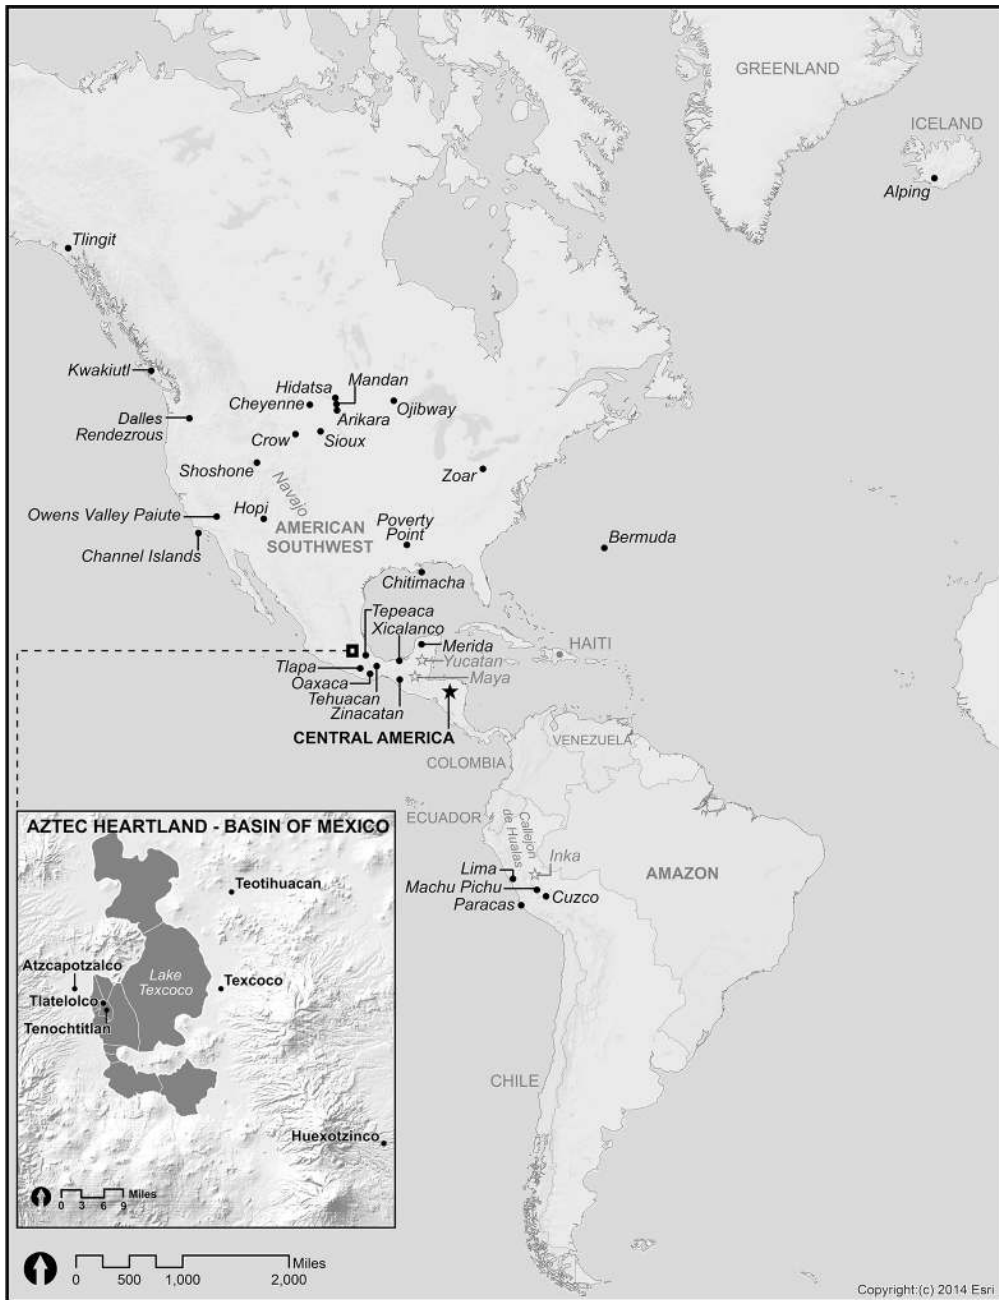 GREENLAND
ICELAND
Alping
Tlingit
Kwakiutl
Hidatsa
Mandan
Cheyenne
Ojibway
Arikara
Dalles
Rendezrous
Crow
Sioux
Shoshone
Zoar
Navajo
Owens Valley Paiute
Hopi
AMERICAN
SOUTHWEST
Poverty
Point
Channel Islands
Bermuda
Chitimacha
Tepeaca
Xicalanco
Merida
HAITI
Yucatan
Tlapa
Maya
Oaxaca
Tehuacan
Zinacatan
CENTRAL AMERICA
VENEZUELA
COLOMBIA
ECUADOR
Callejon
de Hualas
Inka
Lima
AMAZON
Machu Pichu
Cuzco
Paracas
CHILE
AZTEC HEARTLAND - BASIN OF MEXICO
Teotihuacan
Atzcapotzalco
Lake
Texcoco
Texcoco
Tlatelolco
Tenochtitlan
Huexotzinco
Miles
0 3 6 9
Miles
0 500 1,000 2,000
Copyright:(c) 2014 Esri